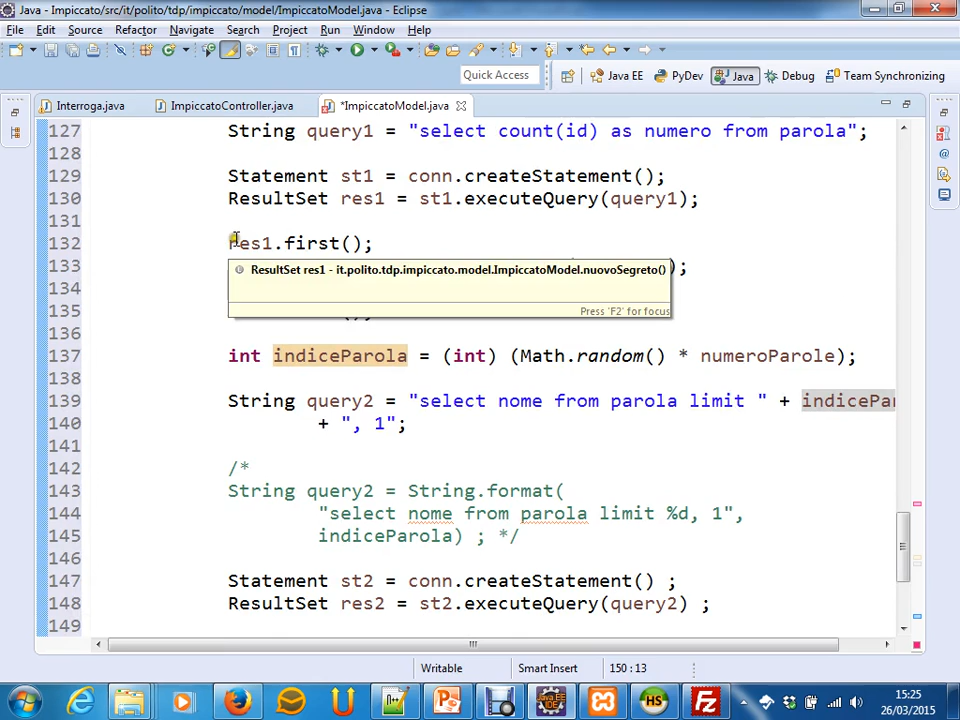 Java - Impiccato/src/it/polito/tdp/impiccato/model/ImpiccatoModel.java - Eclipse
File Edit Source Refactor Navigate Search Project Run Window Help
Quick Access Java EE PyDev Java Debug Team Synchronizing
Interroga.java ImpiccatoController.java *ImpiccatoModel.java
127 String query1 = "select count(id) as numero from parola";
128
129 Statement st1 = conn.createStatement();
130 ResultSet res1 = st1.executeQuery(query1);
131
132 res1.first();
133 );
ResultSet res1 - it.polito.tdp.impiccato.model.ImpiccatoModel.nuovoSegreto()
134
Press 'F2' for focus
135
136
137 int indiceParola = (int) (Math.random() * numeroParole);
138
139 String query2 = "select nome from parola limit " + indicePar
140 + ", 1";
141
142 /*
143 String query2 = String.format(
144 "select nome from parola limit %d, 1",
145 indiceParola) ; */
146
147 Statement st2 = conn.createStatement() ;
148 ResultSet res2 = st2.executeQuery(query2) ;
149
Writable Smart Insert 150 : 13
15:25
26/03/2015